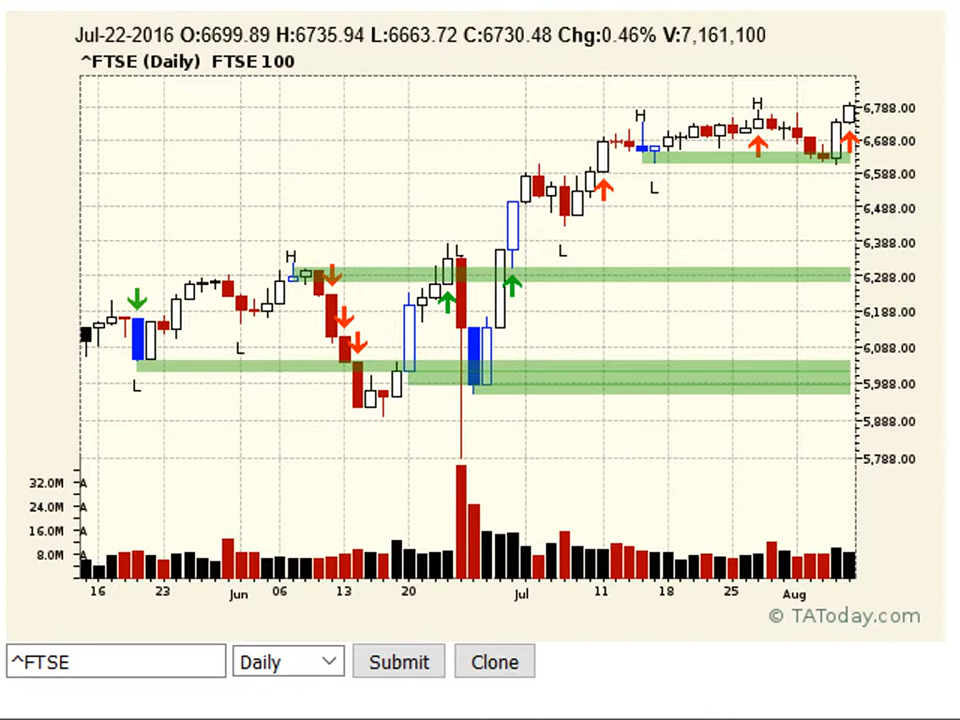 Jul-22-2016 O:6699.89 H:6735.94 L:6663.72 C:6730.48 Chg:0.46% V:7,161,100
^FTSE (Daily) FTSE 100
H
H
6,788.00
6,688.00
6,588.00
L
6,488.00
H
L
L
6,388.00
6,288.00
6,188.00
L
6,088.00
L
5,988.00
5,888.00
5,788.00
32.0M A
24.0M A
16.0M A
8.0M A
16 23 Jun 06 13 20 Jul 11 18 25 Aug
© TAToday.com
^FTSE Daily Submit Clone